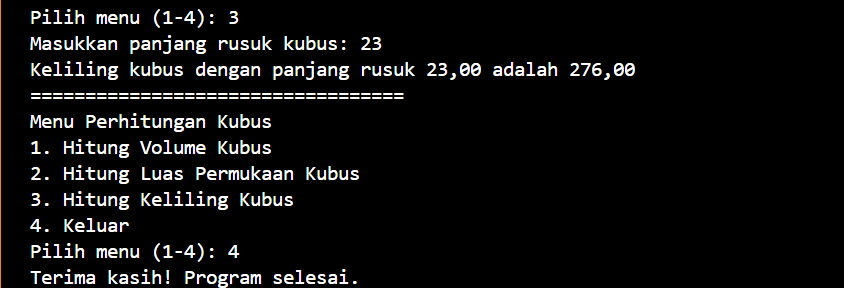 Pilih menu (1-4): 3
Masukkan panjang rusuk kubus: 23
Keliling kubus dengan panjang rusuk 23,00 adalah 276,00
==================================
Menu Perhitungan Kubus
1. Hitung Volume Kubus
2. Hitung Luas Permukaan Kubus
3. Hitung Keliling Kubus
4. Keluar
Pilih menu (1-4): 4
Terima kasih! Program selesai.